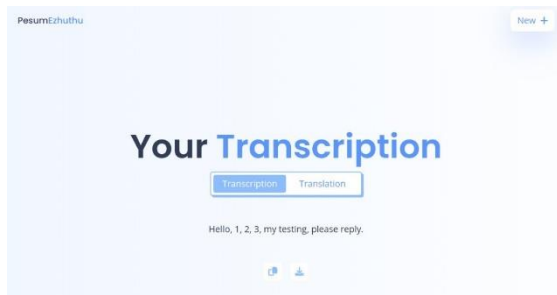 PesumEzhuthu
New +
Your Transcription
Transcription Translation
Hello, 1, 2, 3, my testing, please reply.